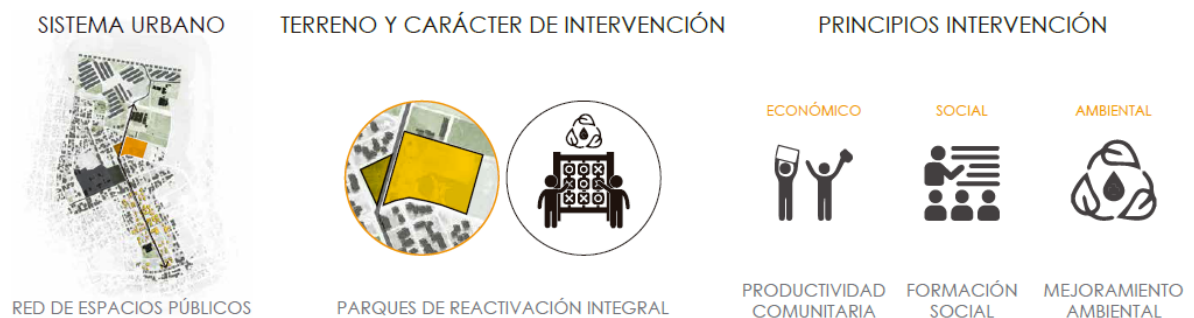 SISTEMA URBANO
TERRENO Y CARÁCTER DE INTERVENCIÓN
PRINCIPIOS INTERVENCIÓN
ECONÓMICO
SOCIAL
AMBIENTAL
RED DE ESPACIOS PÚBLICOS
PARQUES DE REACTIVACIÓN INTEGRAL
PRODUCTIVIDAD
COMUNITARIA
FORMACIÓN
SOCIAL
MEJORAMIENTO
AMBIENTAL